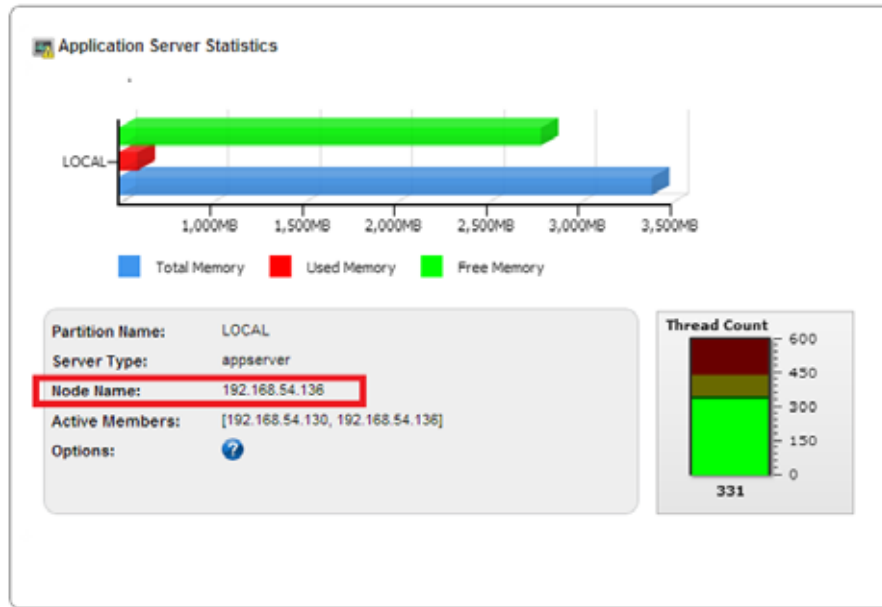 Application Server Statistics
LOCAL
1,000MB 1,500MB 2,000MB 2,500MB 3,000MB 3,500MB
Total Memory Used Memory Free Memory
Partition Name: LOCAL
Server Type: appserver
Node Name: 192.168.54.136
Active Members: [192.168.54.130, 192.168.54.136]
Options: ?
Thread Count
600
450
300
150
0
331